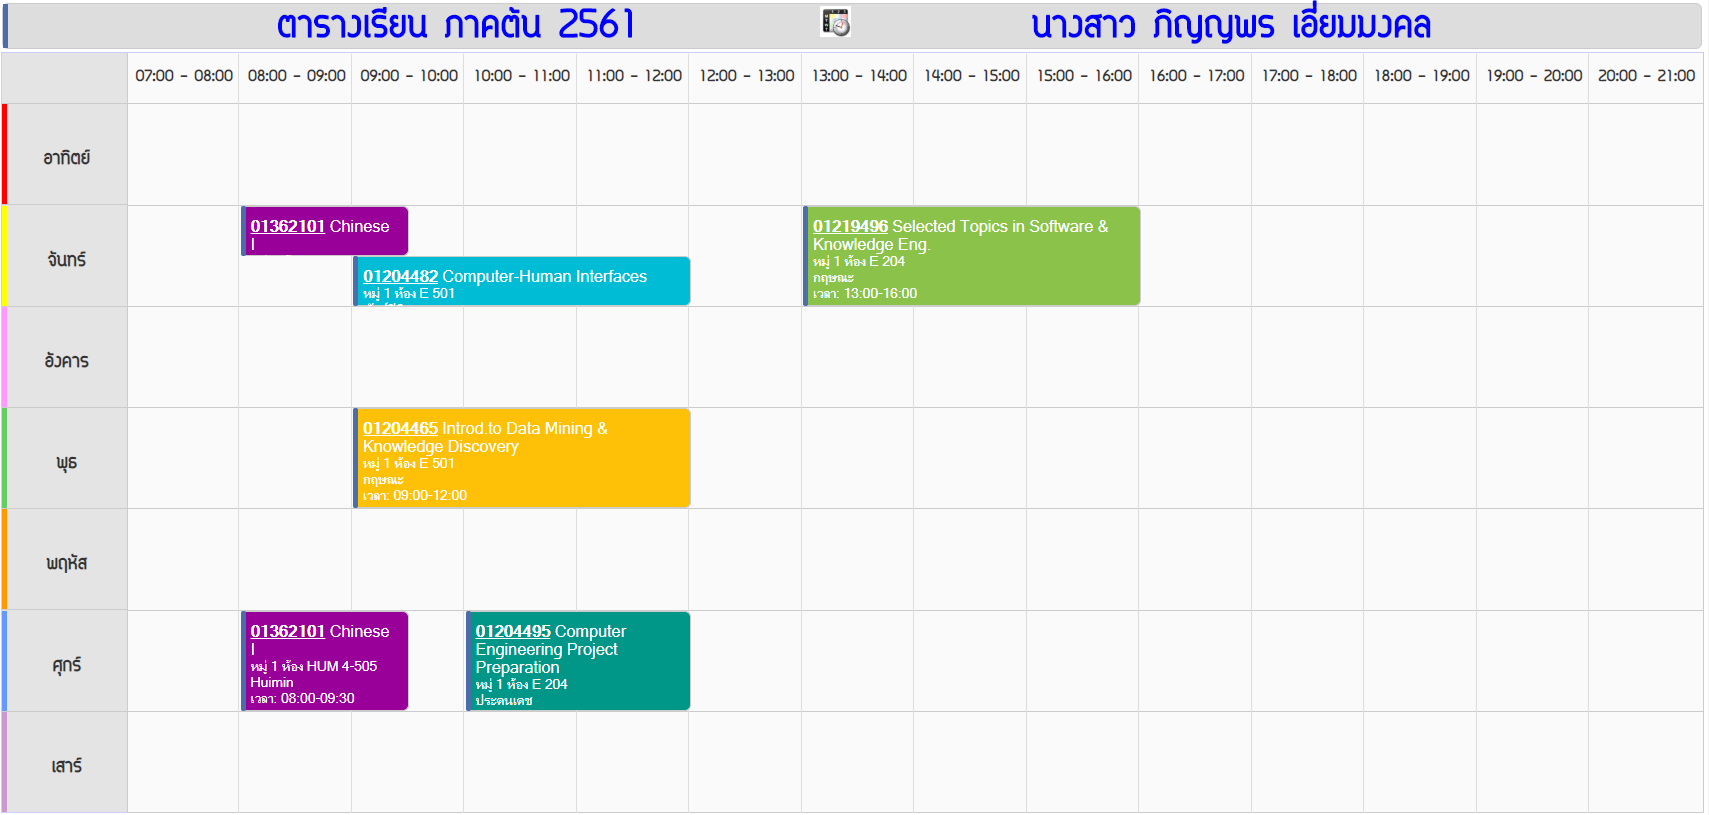 ตารางเรียน ภาคต้น 2561
นางสาว ภิญญพร เอี่ยมมงคล
07:00 - 08:00 08:00 - 09:00 09:00 - 10:00 10:00 - 11:00 11:00 - 12:00 12:00 - 13:00 13:00 - 14:00 14:00 - 15:00 15:00 - 16:00 16:00 - 17:00 17:00 - 18:00 18:00 - 19:00 19:00 - 20:00 20:00 - 21:00
อาทิตย์
จันทร์
01362101 Chinese
I
01204482 Computer-Human Interfaces
หมู่ 1 ห้อง E 501
01219496 Selected Topics in Software &
Knowledge Eng.
หมู่ 1 ห้อง E 204
กฤษณะ
เวลา: 13:00-16:00
อังคาร
พุธ
01204465 Introd.to Data Mining &
Knowledge Discovery
หมู่ 1 ห้อง E 501
กฤษณะ
เวลา: 09:00-12:00
พฤหัส
ศุกร์
01362101 Chinese
I
หมู่ 1 ห้อง HUM 4-505
Huimin
เวลา: 08:00-09:30
01204495 Computer
Engineering Project
Preparation
หมู่ 1 ห้อง E 204
ประดนเดช
เสาร์